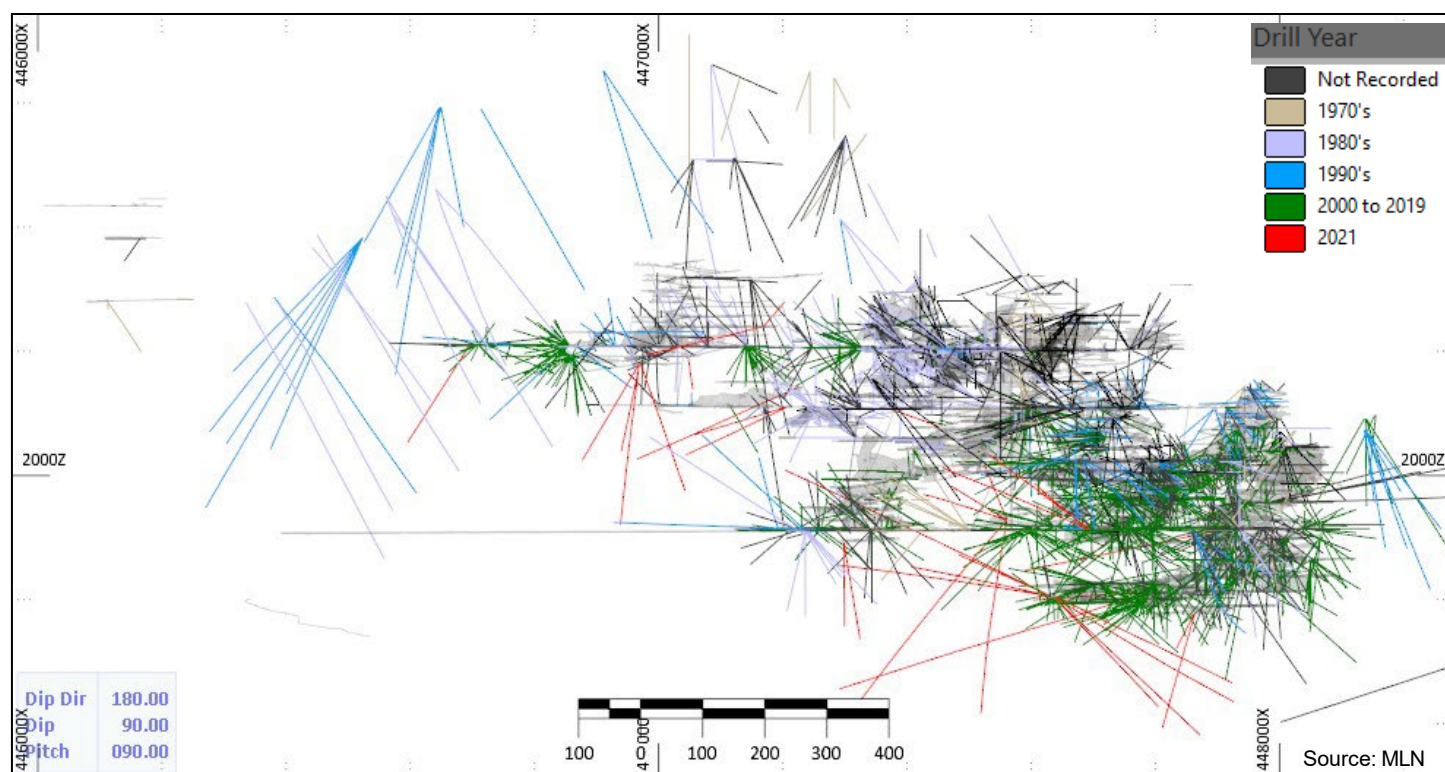 446000X
447000X
Drill Year
Not Recorded
1970's
1980's
1990's
2000 to 2019
2021
2000Z
2000Z
Dip Dir 180.00
Dip 90.00
Pitch 090.00
446000X
100 0 100 200 300 400
448000X
Source: MLN